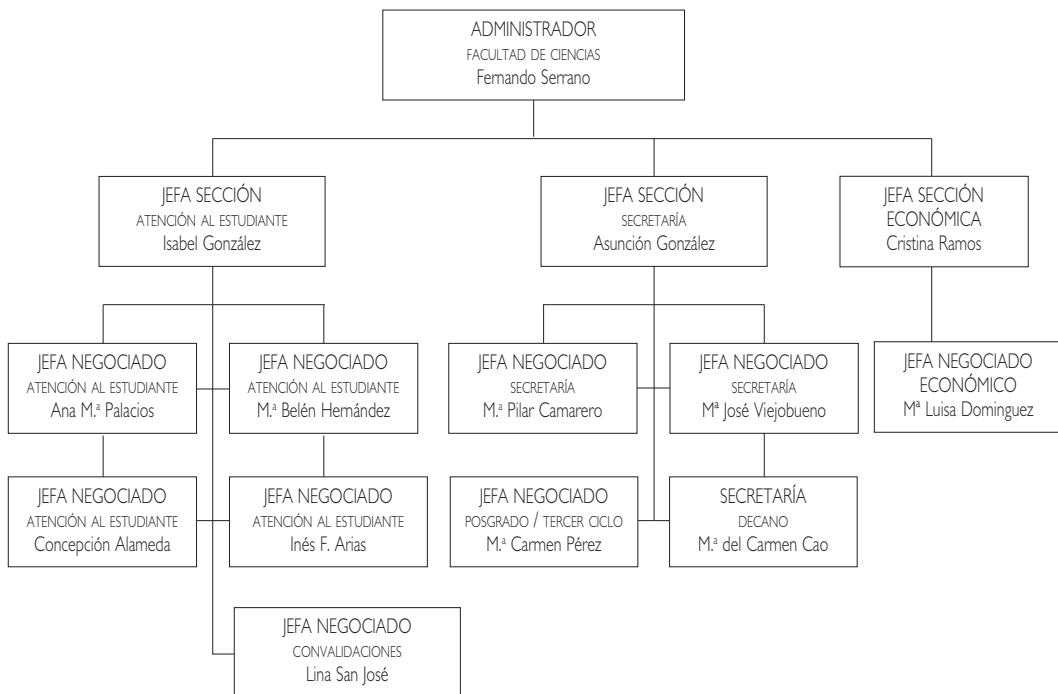 ADMINISTRADOR
FACULTAD DE CIENCIAS
Fernando Serrano
JEFA SECCIÓN
ATENCIÓN AL ESTUDIANTE
Isabel González
JEFA SECCIÓN
SECRETARÍA
Asunción González
JEFA SECCIÓN
ECONÓMICA
Cristina Ramos
JEFA NEGOCIADO
ATENCIÓN AL ESTUDIANTE
Ana M.ª Palacios
JEFA NEGOCIADO
ATENCIÓN AL ESTUDIANTE
M.ª Belén Hernández
JEFA NEGOCIADO
SECRETARÍA
M.ª Pilar Camarero
JEFA NEGOCIADO
SECRETARÍA
Mª José Viejobueno
JEFA NEGOCIADO
ECONÓMICO
Mª Luisa Dominguez
JEFA NEGOCIADO
ATENCIÓN AL ESTUDIANTE
Concepción Alameda
JEFA NEGOCIADO
ATENCIÓN AL ESTUDIANTE
Inés F. Arias
JEFA NEGOCIADO
POSGRADO / TERCER CICLO
M.ª Carmen Pérez
SECRETARÍA
DECANO
M.ª del Carmen Cao
JEFA NEGOCIADO
CONVALIDACIONES
Lina San José